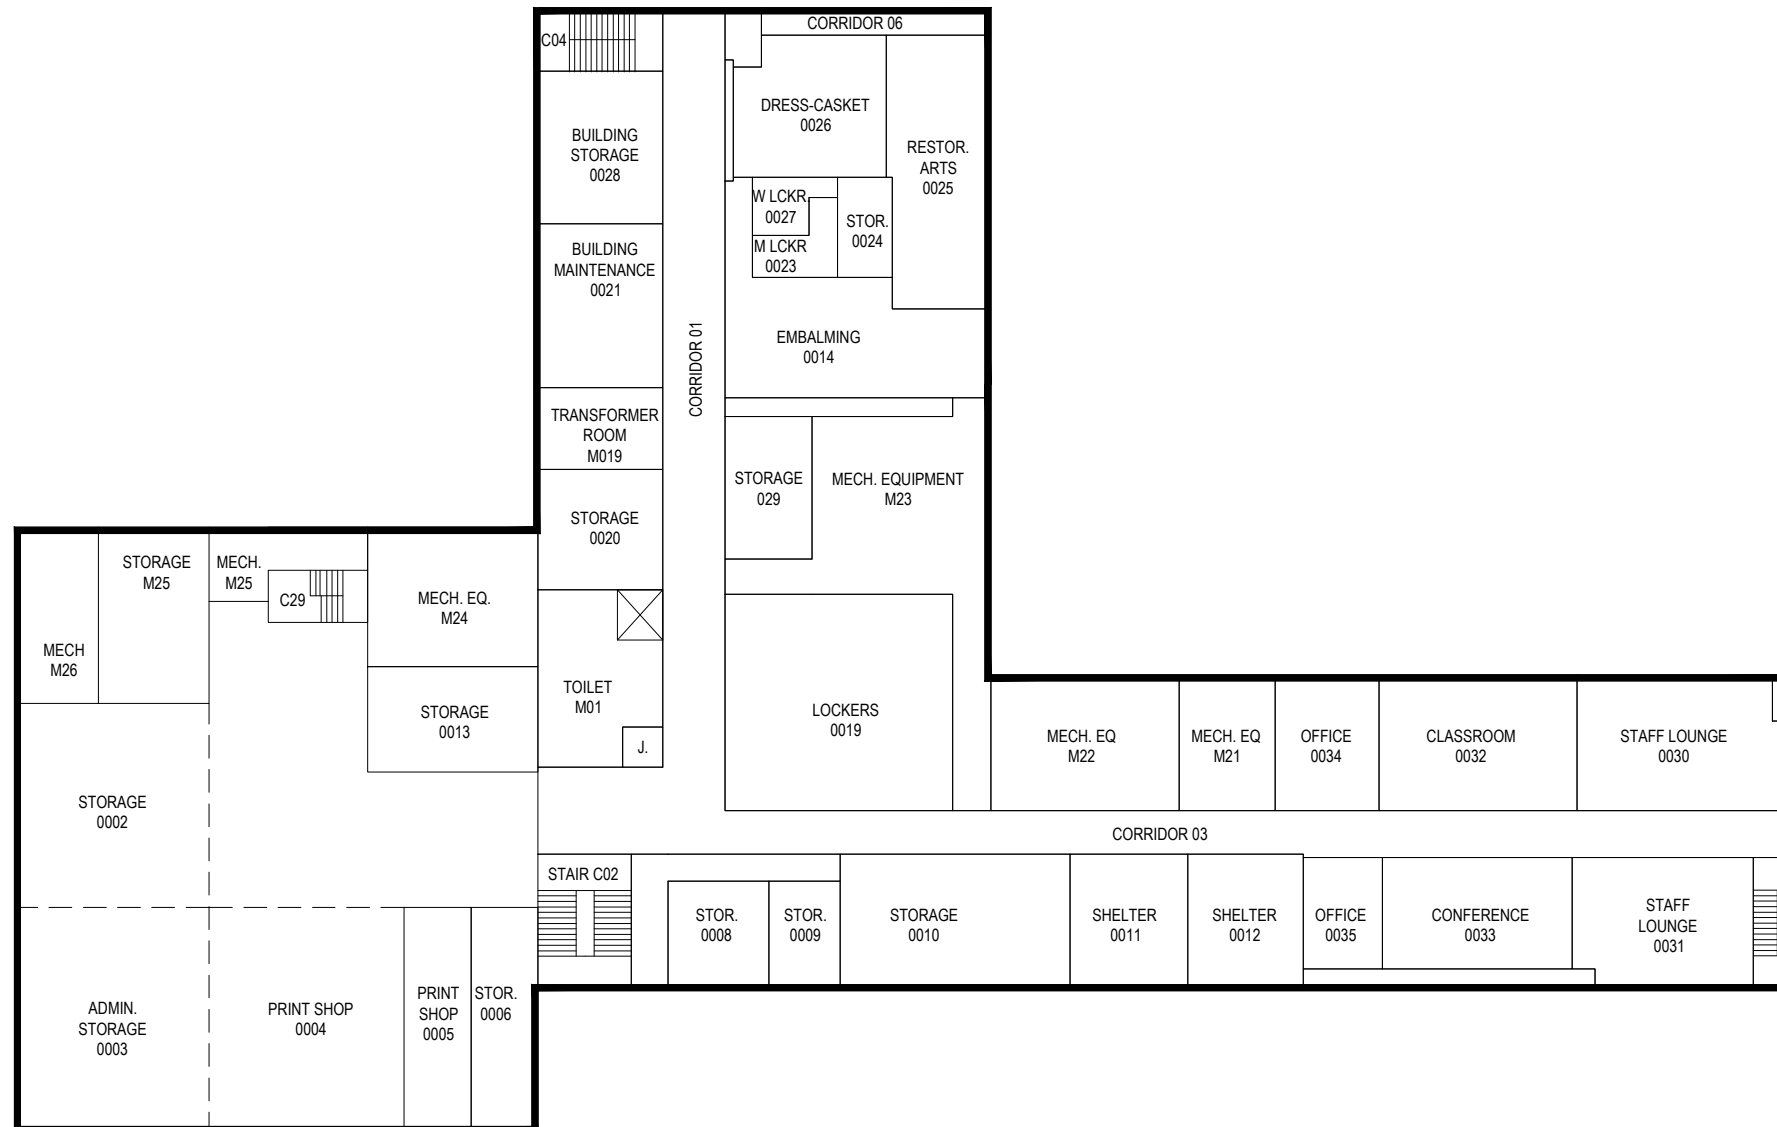 CORRIDOR 06
C04
DRESS-CASKET
0026
BUILDING
STORAGE
0028
RESTOR.
ARTS
0025
W LCKR.
0027
STOR.
0024
M LCKR
0023
BUILDING
MAINTENANCE
0021
CORRIDOR 01
EMBALMING
0014
TRANSFORMER
ROOM
M019
STORAGE
029
MECH. EQUIPMENT
M23
STORAGE
0020
STORAGE
M25
MECH.
M25
C29
MECH. EQ.
M24
MECH
M26
TOILET
M01
STORAGE
0013
J.
LOCKERS
0019
MECH. EQ
M22
MECH. EQ
M21
OFFICE
0034
CLASSROOM
0032
STAFF LOUNGE
0030
STORAGE
0002
CORRIDOR 03
STAIR C02
STOR.
0008
STOR.
0009
STORAGE
0010
SHELTER
0011
SHELTER
0012
OFFICE
0035
CONFERENCE
0033
STAFF
LOUNGE
0031
ADMIN.
STORAGE
0003
PRINT SHOP
0004
PRINT
SHOP
0005
STOR.
0006